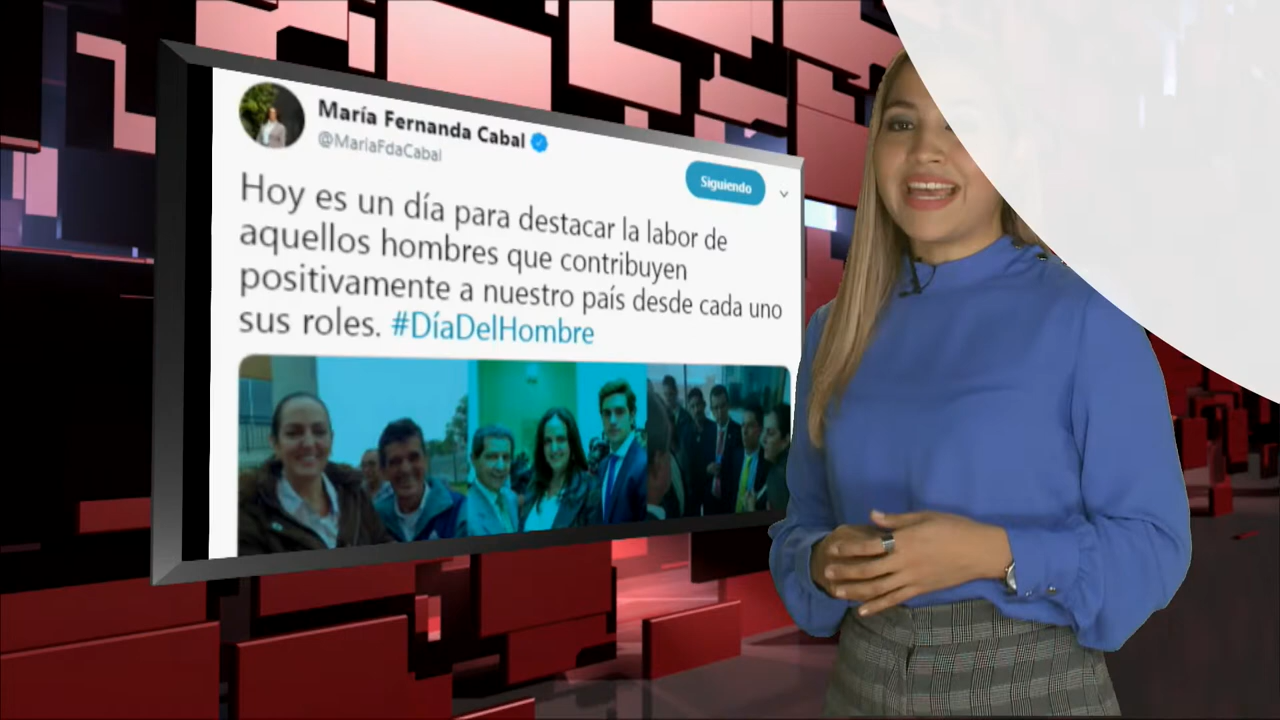 María Fernanda Cabal
@MariaFdaCabal
Siguiendo
Hoy es un día para destacar la labor de
aquellos hombres que contribuyen
positivamente a nuestro país desde cada uno
sus roles. #DíaDelHombre